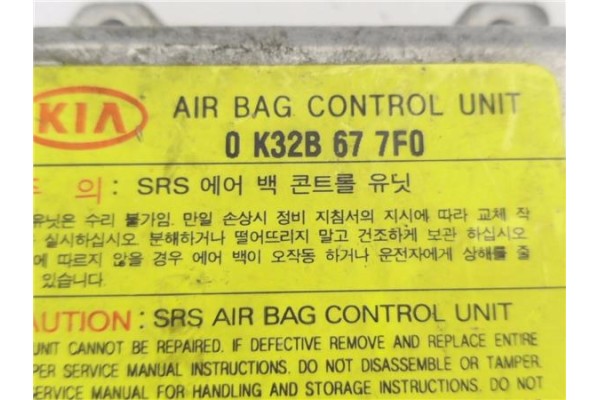 KIA AIR BAG CONTROL UNIT
0 K32B 67 7F0
의 : SRS 에어 백 콘트롤 유닛
유닛은 수리 불가임. 만일 손상시 정비 지침서의 지시에 따라 교체 작
실시하십시오 분해하거나 떨어뜨리지 말고 건조하게 보관 하십시오
에 따르지 않을 경우 에어 백이 오작동 하거나 운전자에게 상해를 줄
있습니다.
CAUTION : SRS AIR BAG CONTROL UNIT
UNIT CANNOT BE REPAIRED. IF DEFECTIVE REMOVE AND REPLACE ENTIRE
PER SERVICE MANUAL INSTRUCTIONS. DO NOT DISASSEMBLE OR TAMPER.
SERVICE MANUAL FOR HANDLING AND STORAGE INSTRUCTIONS. DO NOT